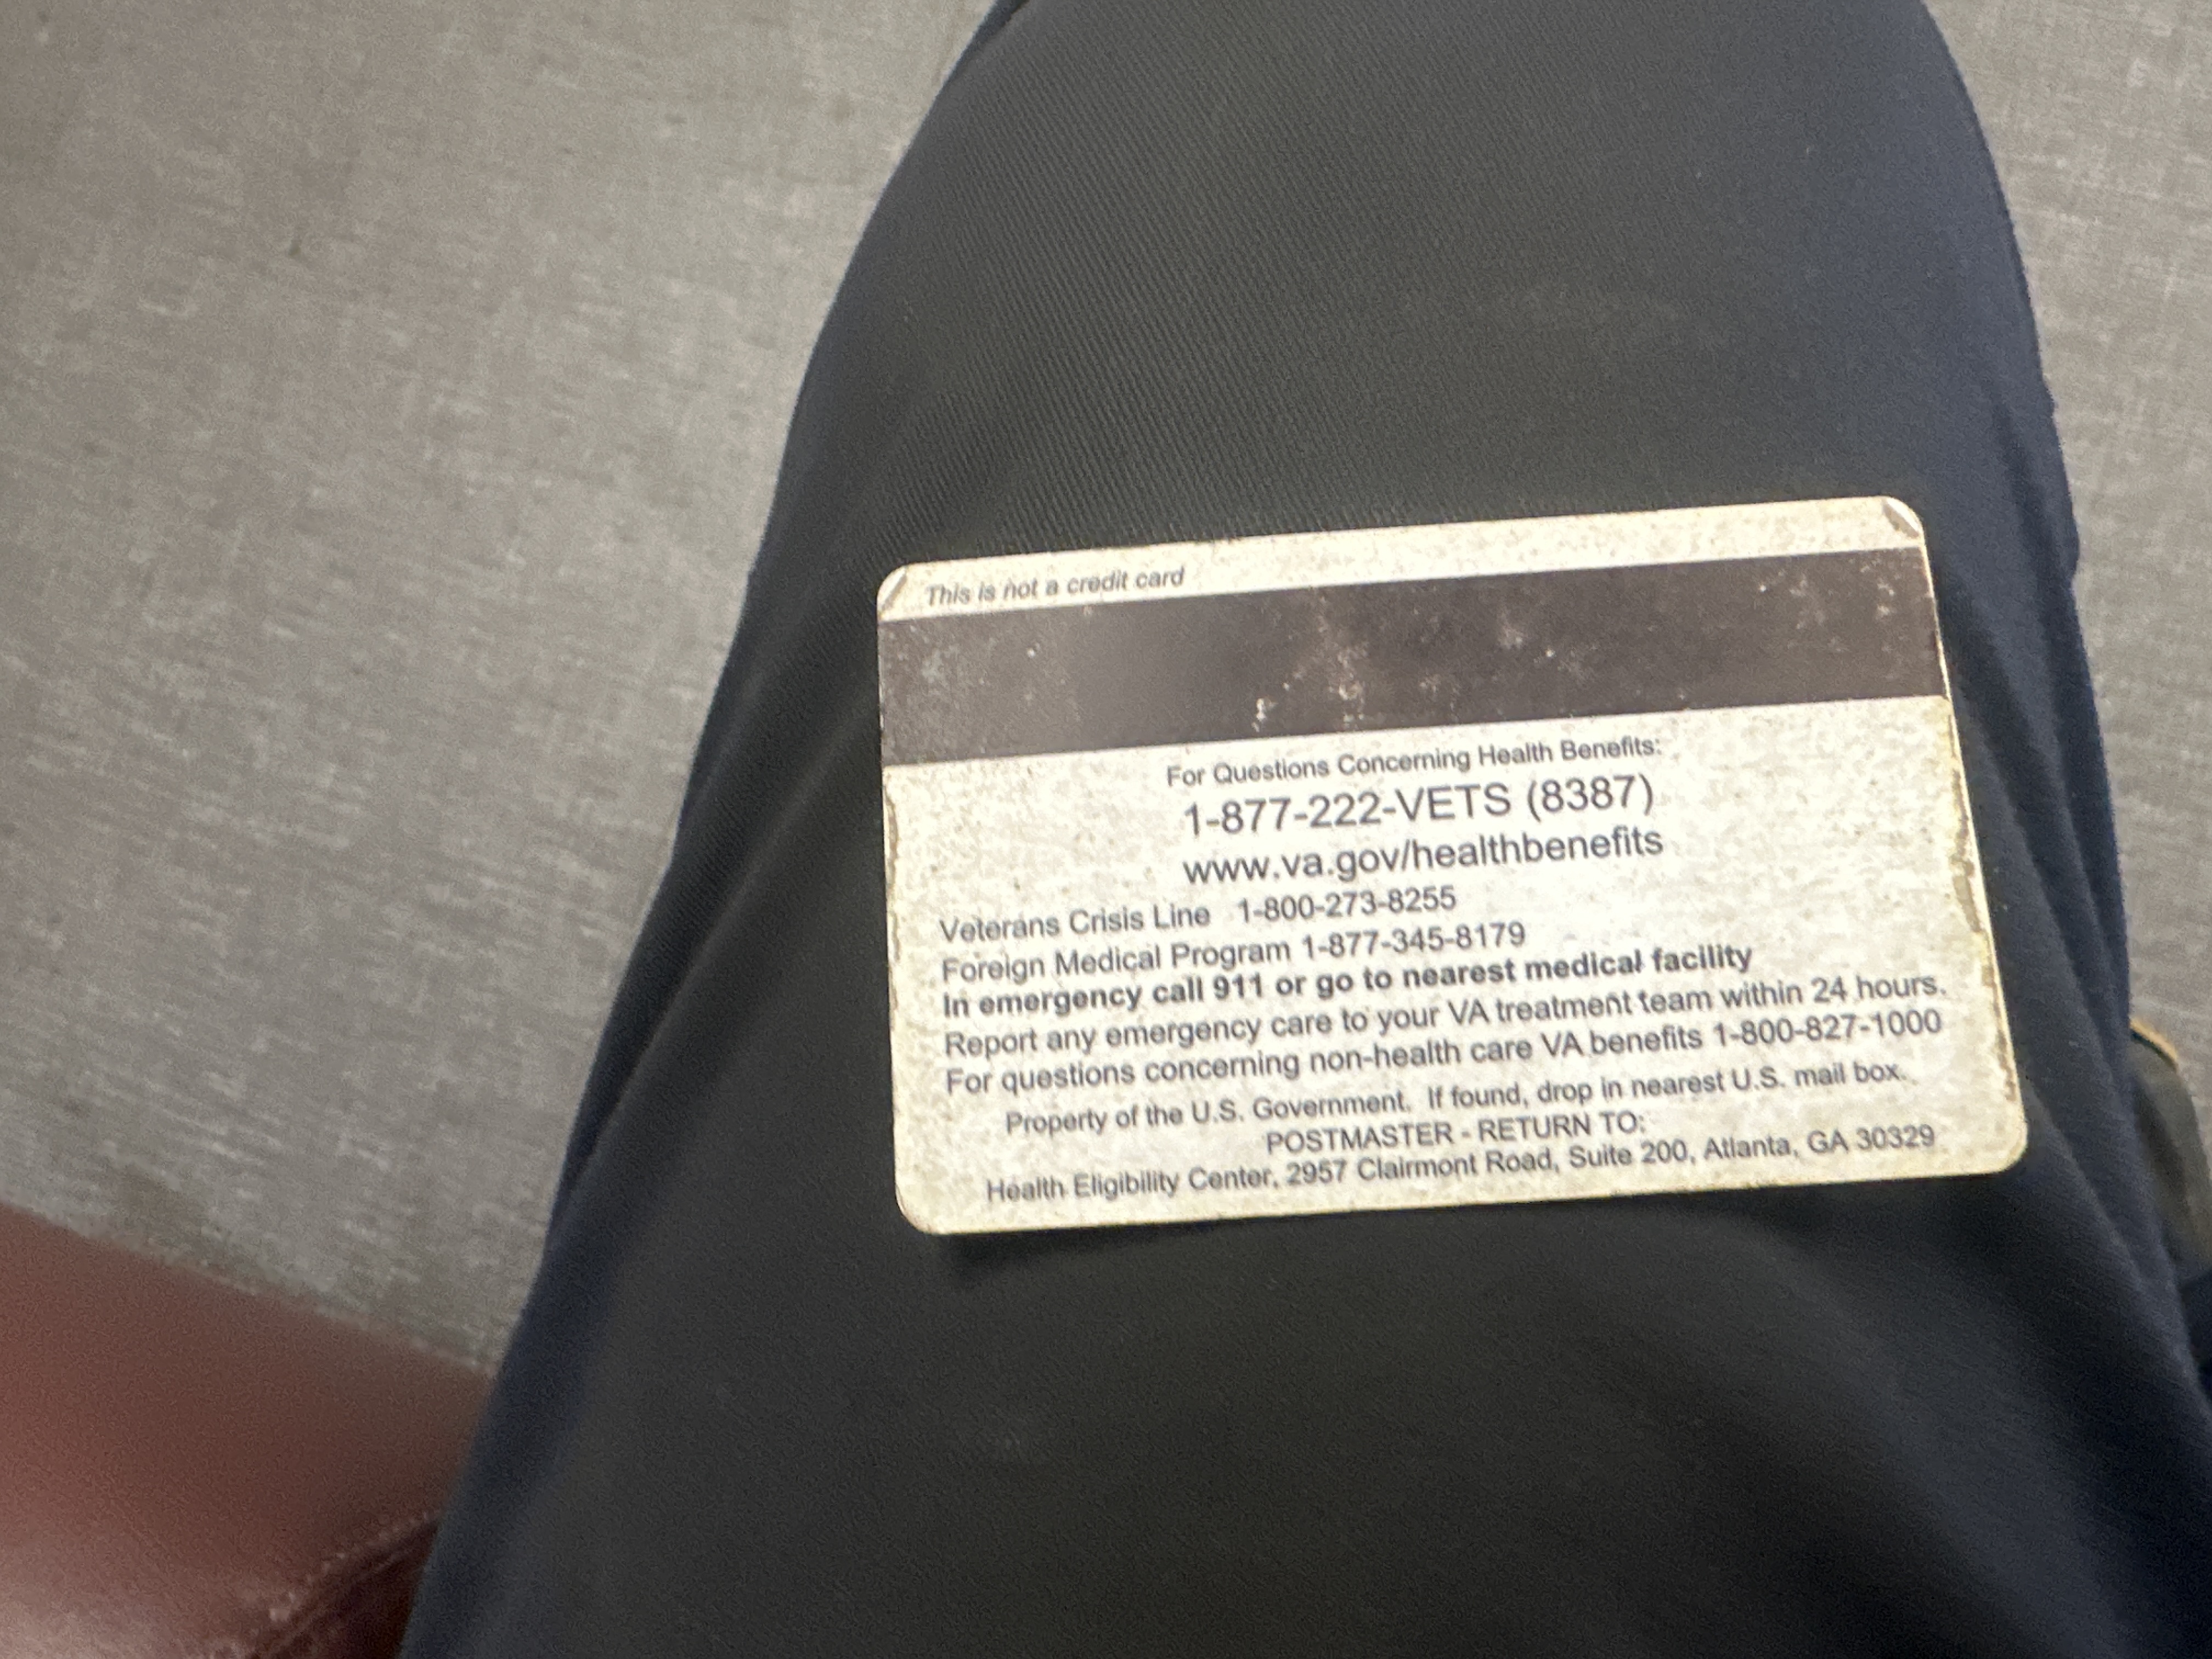 This is not a credit card
For Questions Concerning Health Benefits:
1-877-222-VETS (8387)
www.va.gov/healthbenefits
Veterans Crisis Line 1-800-273-8255
Foreign Medical Program 1-877-345-8179
In emergency call 911 or go to nearest medical facility
Report any emergency care to your VA treatment team within 24 hours.
For questions concerning non-health care VA benefits 1-800-827-1000
Property of the U.S. Government. If found, drop in nearest U.S. mail box.
POSTMASTER - RETURN TO:
Health Eligibility Center, 2957 Clairmont Road, Suite 200, Atlanta, GA 30329